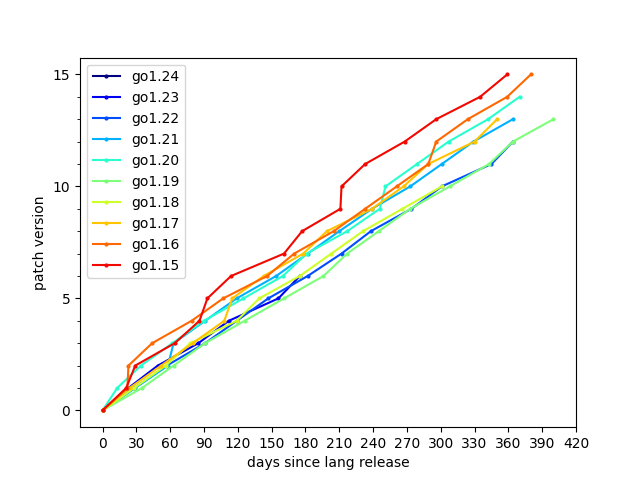 15
10
5
0
patch version
go1.24
go1.23
go1.22
go1.21
go1.20
go1.19
go1.18
go1.17
go1.16
go1.15
0 30 60 90 120 150 180 210 240 270 300 330 360 390 420
days since lang release